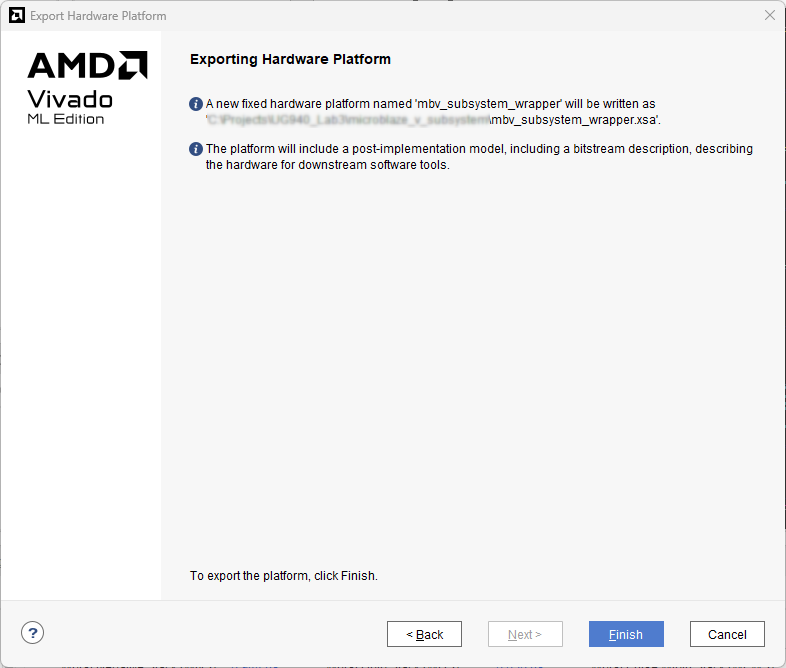 Export Hardware Platform
AMD
Vivado
ML Edition
Exporting Hardware Platform
A new fixed hardware platform named 'mbv_subsystem_wrapper' will be written as
'\mbv_subsystem_wrapper.xsa'.
The platform will include a post-implementation model, including a bitstream description, describing
the hardware for downstream software tools.
To export the platform, click Finish.
?
< Back
Next >
Finish
Cancel